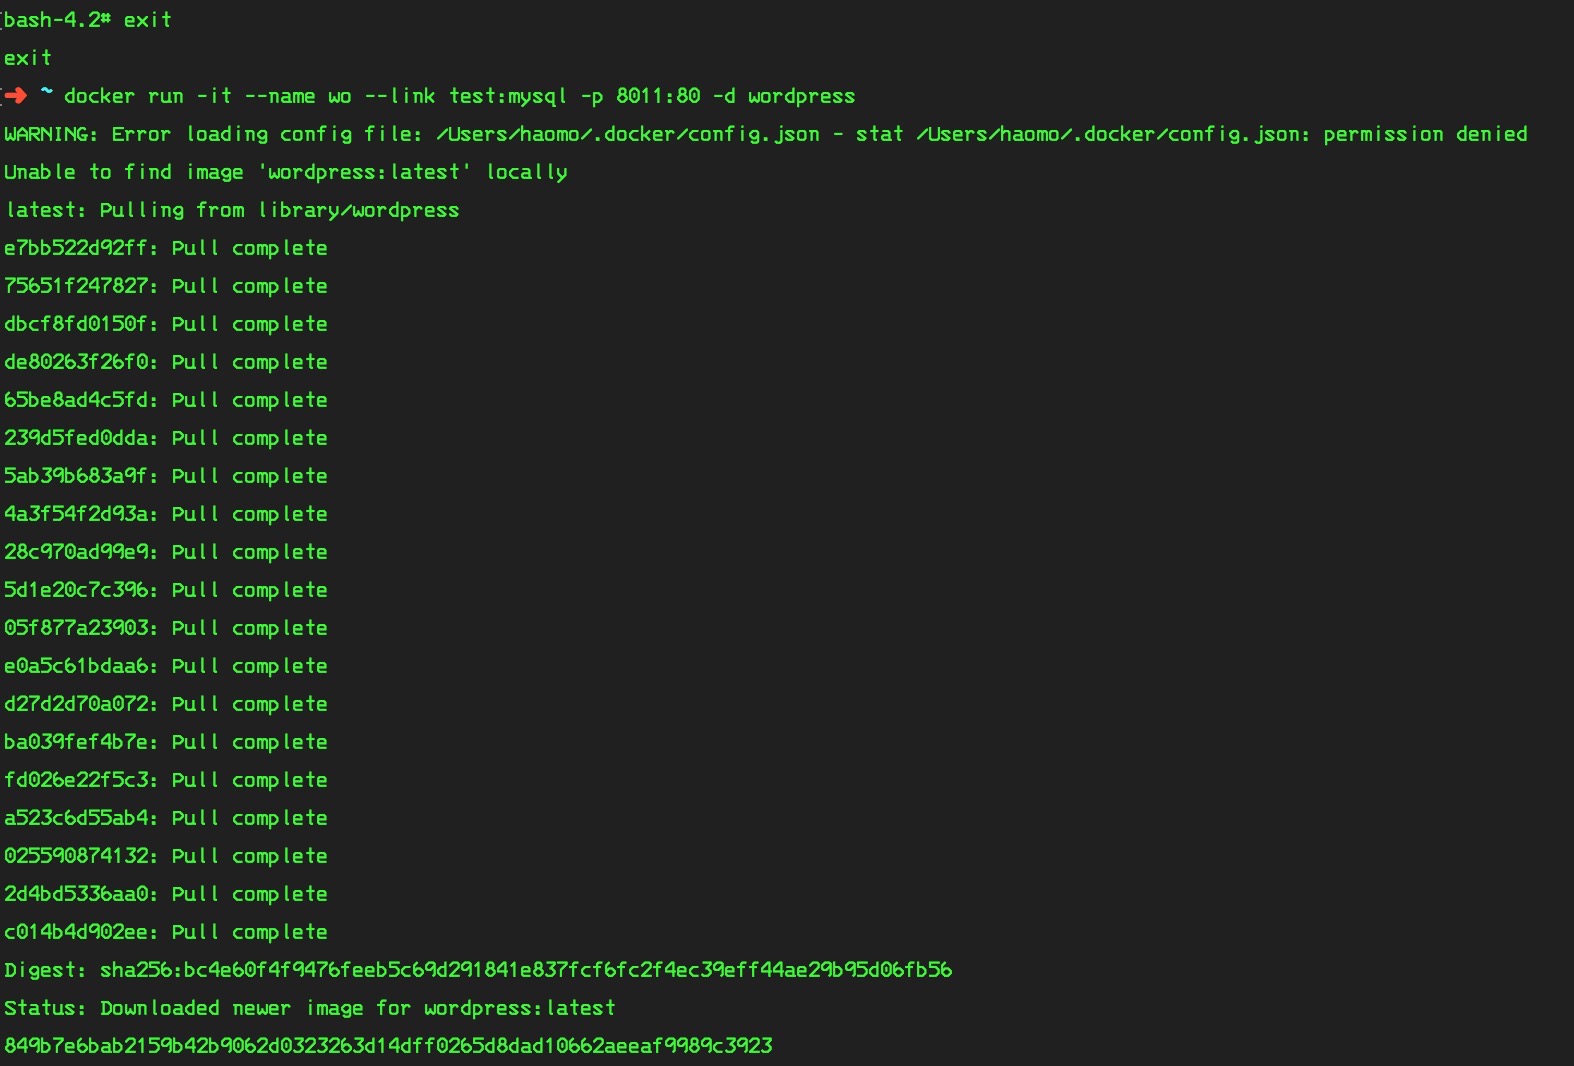 bash-4.2# exit
exit
➜ ~ docker run -it --name wo --link test:mysql -p 8011:80 -d wordpress
WARNING: Error loading config file: /Users/haomo/.docker/config.json - stat /Users/haomo/.docker/config.json: permission denied
Unable to find image 'wordpress:latest' locally
latest: Pulling from library/wordpress
e7bb522d92ff: Pull complete
75651f247827: Pull complete
dbcf8fd0150f: Pull complete
de80263f26f0: Pull complete
65be8ad4c5fd: Pull complete
239d5fed0dda: Pull complete
5ab39b683a9f: Pull complete
4a3f54f2d93a: Pull complete
28c970ad99e9: Pull complete
5d1e20c7c396: Pull complete
05f877a23903: Pull complete
e0a5c61bdaa6: Pull complete
d27d2d70a072: Pull complete
ba039fef4b7e: Pull complete
fd026e22f5c3: Pull complete
a523c6d55ab4: Pull complete
025590874132: Pull complete
2d4bd5336aa0: Pull complete
c014b4d902ee: Pull complete
Digest: sha256:bc4e60f4f9476feeb5c69d291841e837fcf6fc2f4ec39eff44ae29b95d06fb56
Status: Downloaded newer image for wordpress:latest
849b7e6bab2159b42b9062d0323263d14dff0265d8dad10662aeeaf9989c3923